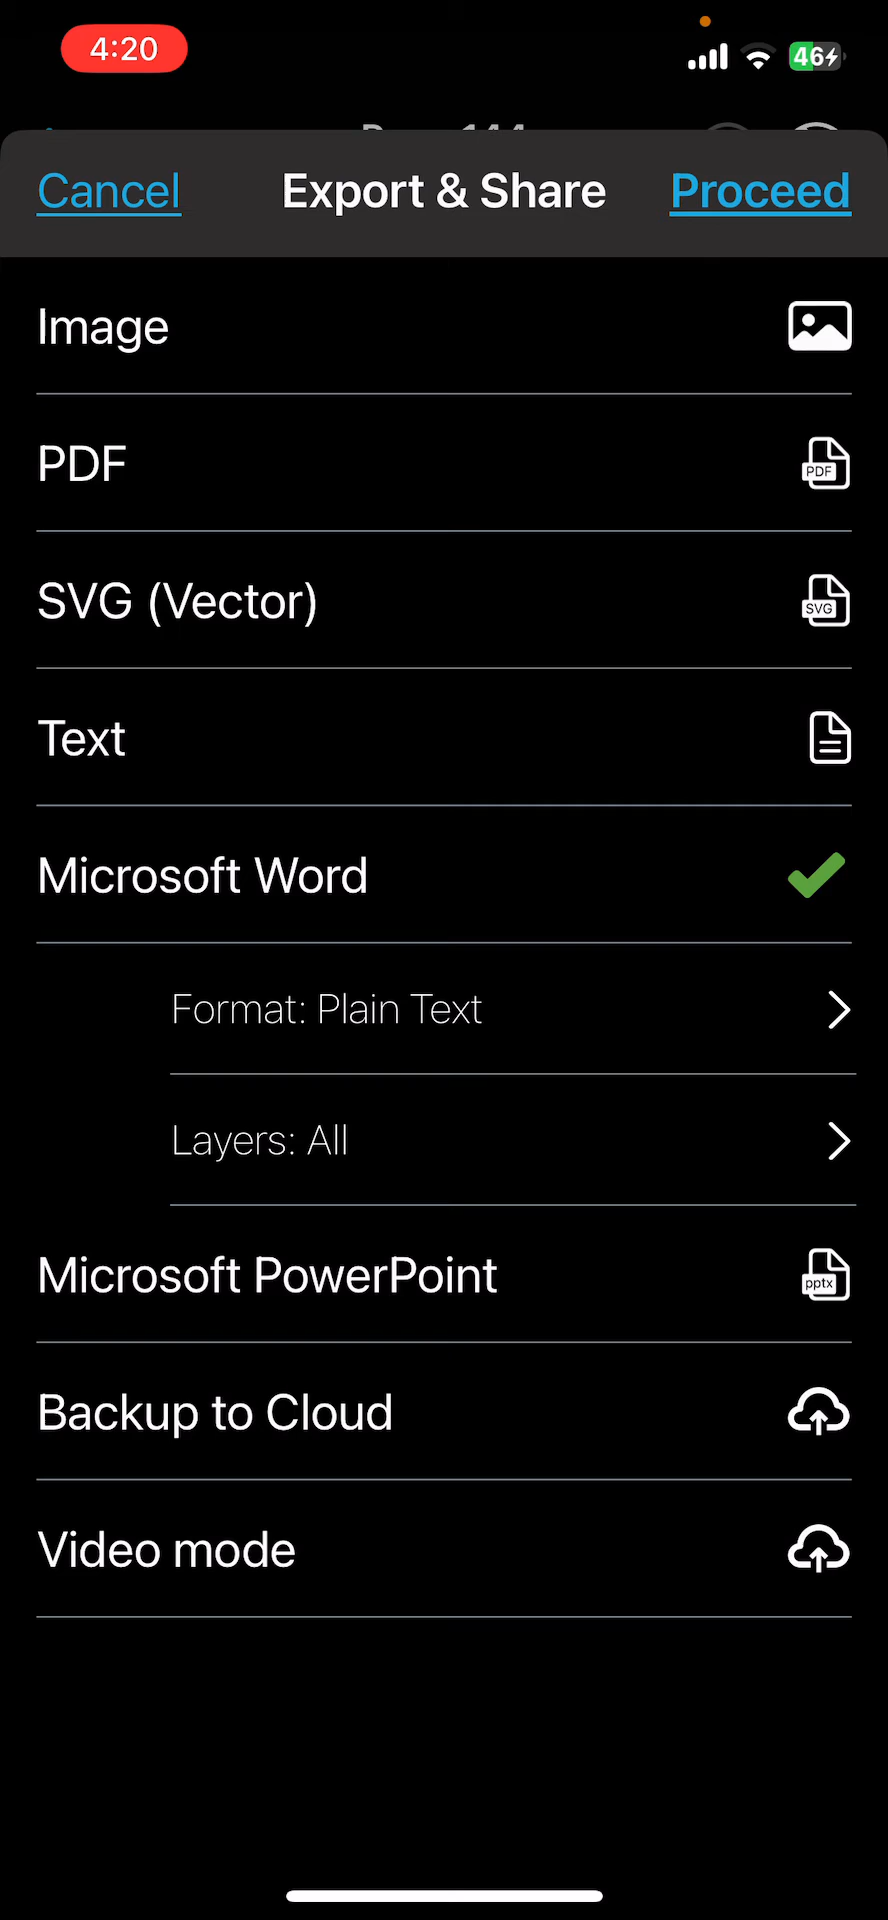 4:20
46
Cancel
Export & Share
Proceed
Image
PDF
PDF
SVG (Vector)
SVG
Text
Microsoft Word
Format: Plain Text
Layers: All
Microsoft PowerPoint
pptx
Backup to Cloud
Video mode